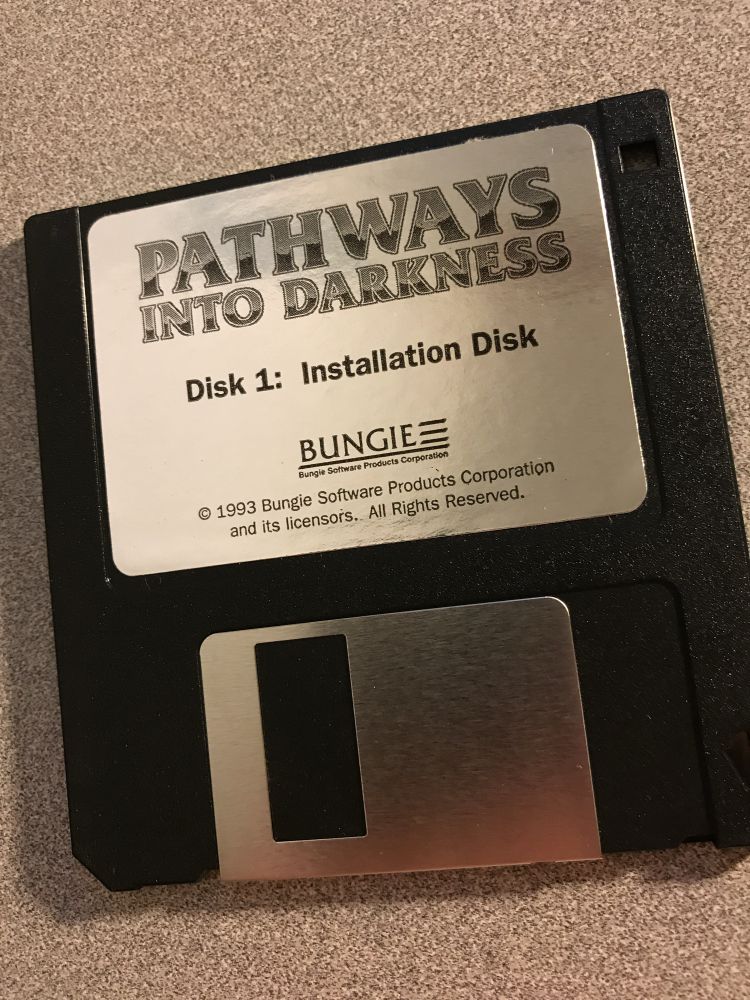 PATHWAYS
INTO DARKNESS
Disk 1: Installation Disk
BUNGIE
Bungie Software Products Corporation
© 1993 Bungie Software Products Corporation
and its licensors. All Rights Reserved.